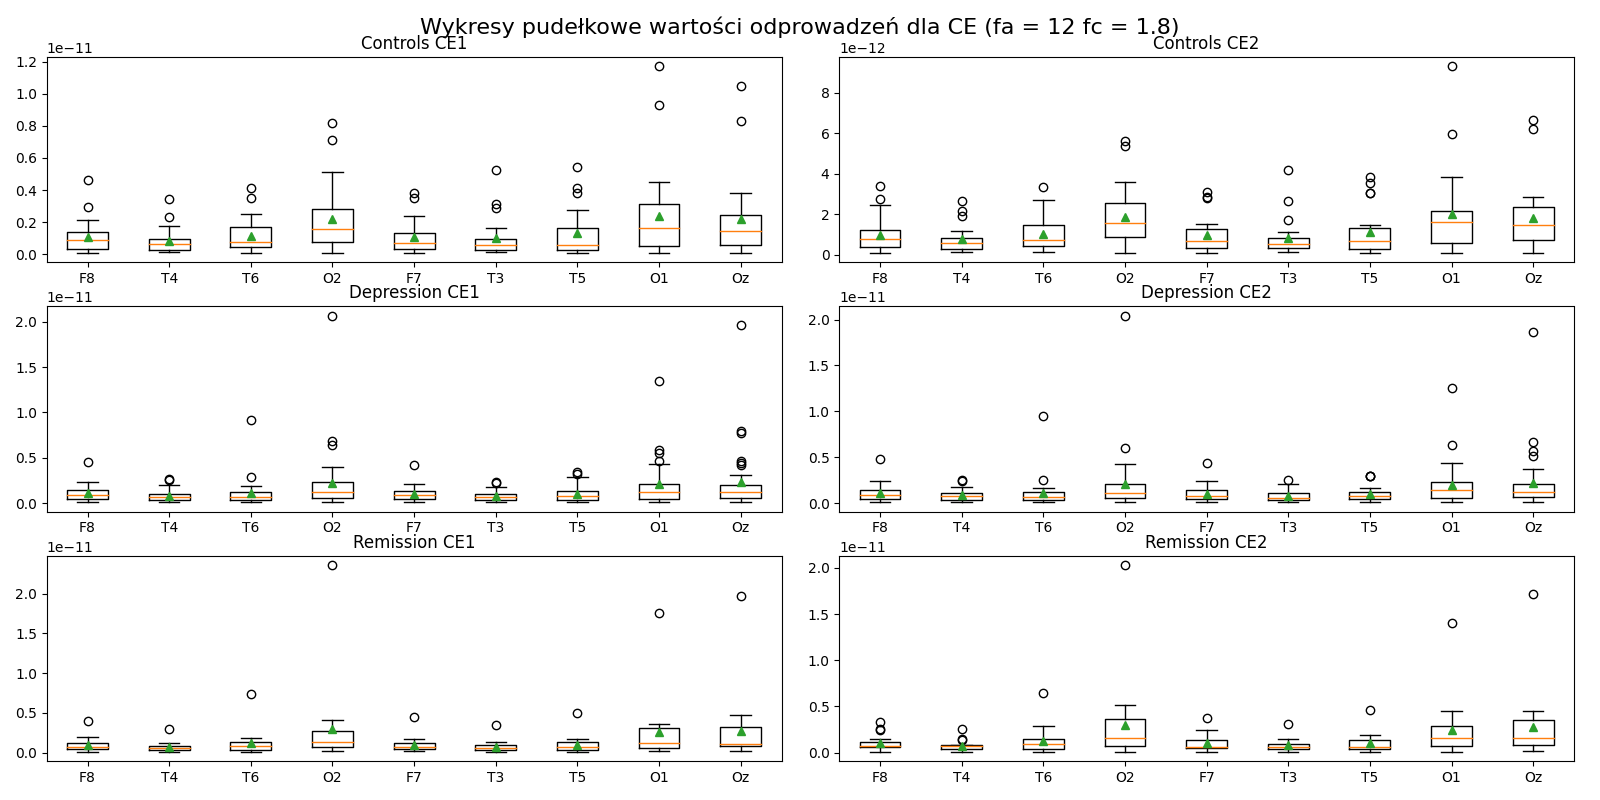 Wykresy pudełkowe wartości odprowadzeń dla CE (fa = 12 fc = 1.8)
Controls CE1
1e−11
1.2
1.0
0.8
0.6
0.4
0.2
0.0
F8 T4 T6 O2 F7 T3 T5 O1 Oz
Controls CE2
1e−12
8
6
4
2
0
F8 T4 T6 O2 F7 T3 T5 O1 Oz
Depression CE1
1e−11
2.0
1.5
1.0
0.5
0.0
F8 T4 T6 O2 F7 T3 T5 O1 Oz
Depression CE2
1e−11
2.0
1.5
1.0
0.5
0.0
F8 T4 T6 O2 F7 T3 T5 O1 Oz
Remission CE1
1e−11
2.0
1.5
1.0
0.5
0.0
F8 T4 T6 O2 F7 T3 T5 O1 Oz
Remission CE2
1e−11
2.0
1.5
1.0
0.5
0.0
F8 T4 T6 O2 F7 T3 T5 O1 Oz